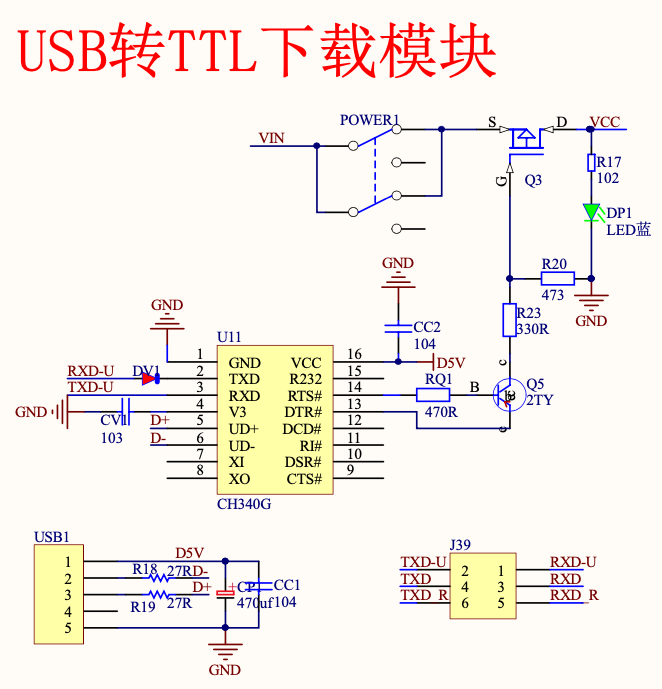 USB转TTL下载模块
POWER1
VIN
S
D
VCC
G
Q3
R17
102
DP1
LED蓝
R20
473
GND
R23
330R
GND
CC2
104
D5V
GND
U11
1 GND VCC 16
2 TXD R232 15
3 RXD RTS# 14
4 V3 DTR# 13
5 UD+ DCD# 12
6 UD- RI# 11
7 XI DSR# 10
8 XO CTS# 9
CH340G
RXD-U
DV1
TXD-U
GND
CV1
103
D+
D-
RQ1
470R
B
c
Q5
2TY
e
USB1
1
2
3
4
5
D5V
R18
27R
D-
D+
R19
27R
CP1
470uf
CC1
104
GND
J39
TXD-U 2 1 RXD-U
TXD 4 3 RXD
TXD_R 6 5 RXD_R